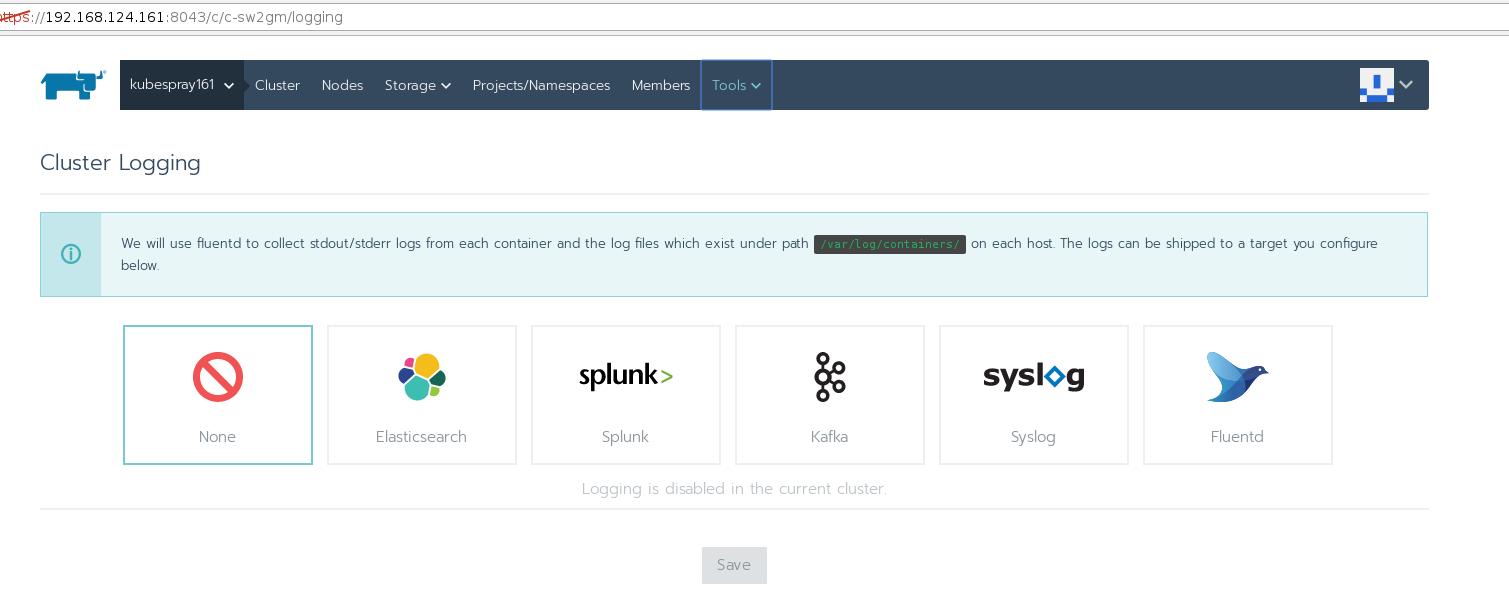 https://192.168.124.161:8043/c/c-sw2gm/logging
kubespray161 Cluster Nodes Storage Projects/Namespaces Members Tools
Cluster Logging
We will use fluentd to collect stdout/stderr logs from each container and the log files which exist under path /var/log/containers/ on each host. The logs can be shipped to a target you configure
below.
splunk> syslog
None Elasticsearch Splunk Kafka Syslog Fluentd
Logging is disabled in the current cluster.
Save